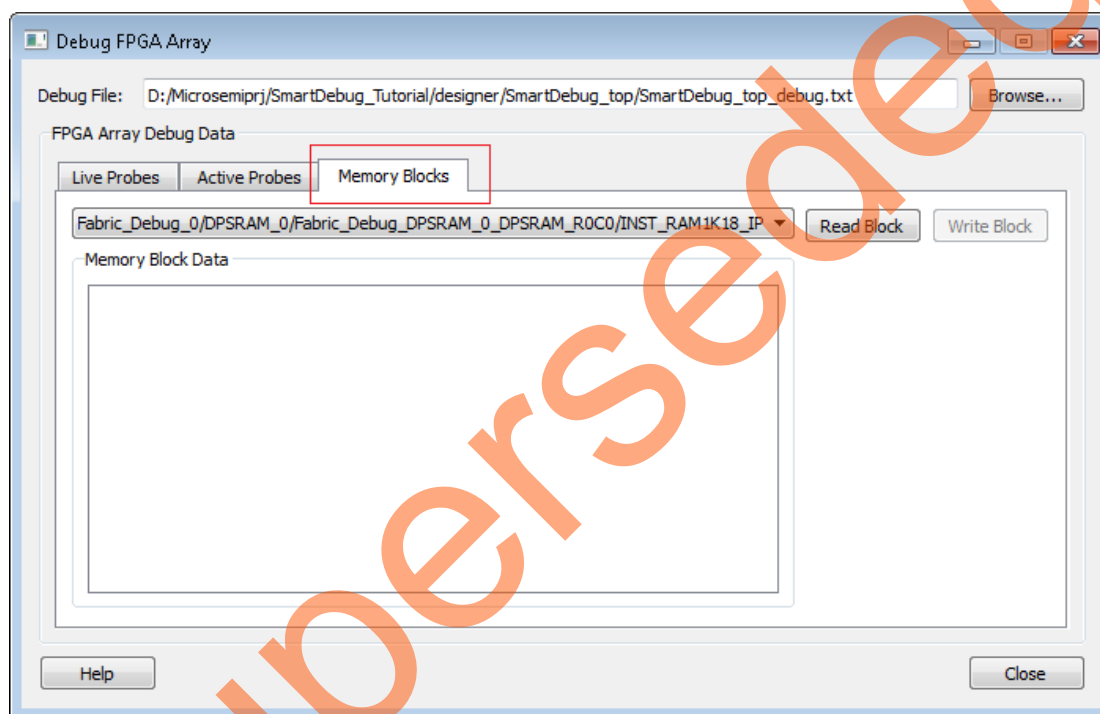 Debug FPGA Array
Debug File: D:/Microsemiprj/SmartDebug_Tutorial/designer/SmartDebug_top/SmartDebug_top_debug.txt Browse...
FPGA Array Debug Data
Live Probes Active Probes Memory Blocks
Fabric_Debug_0/DPSRAM_0/Fabric_Debug_DPSRAM_0_DPSRAM_R0C0/INST_RAM1K18_IP Read Block Write Block
Memory Block Data
Help Close
Superseded